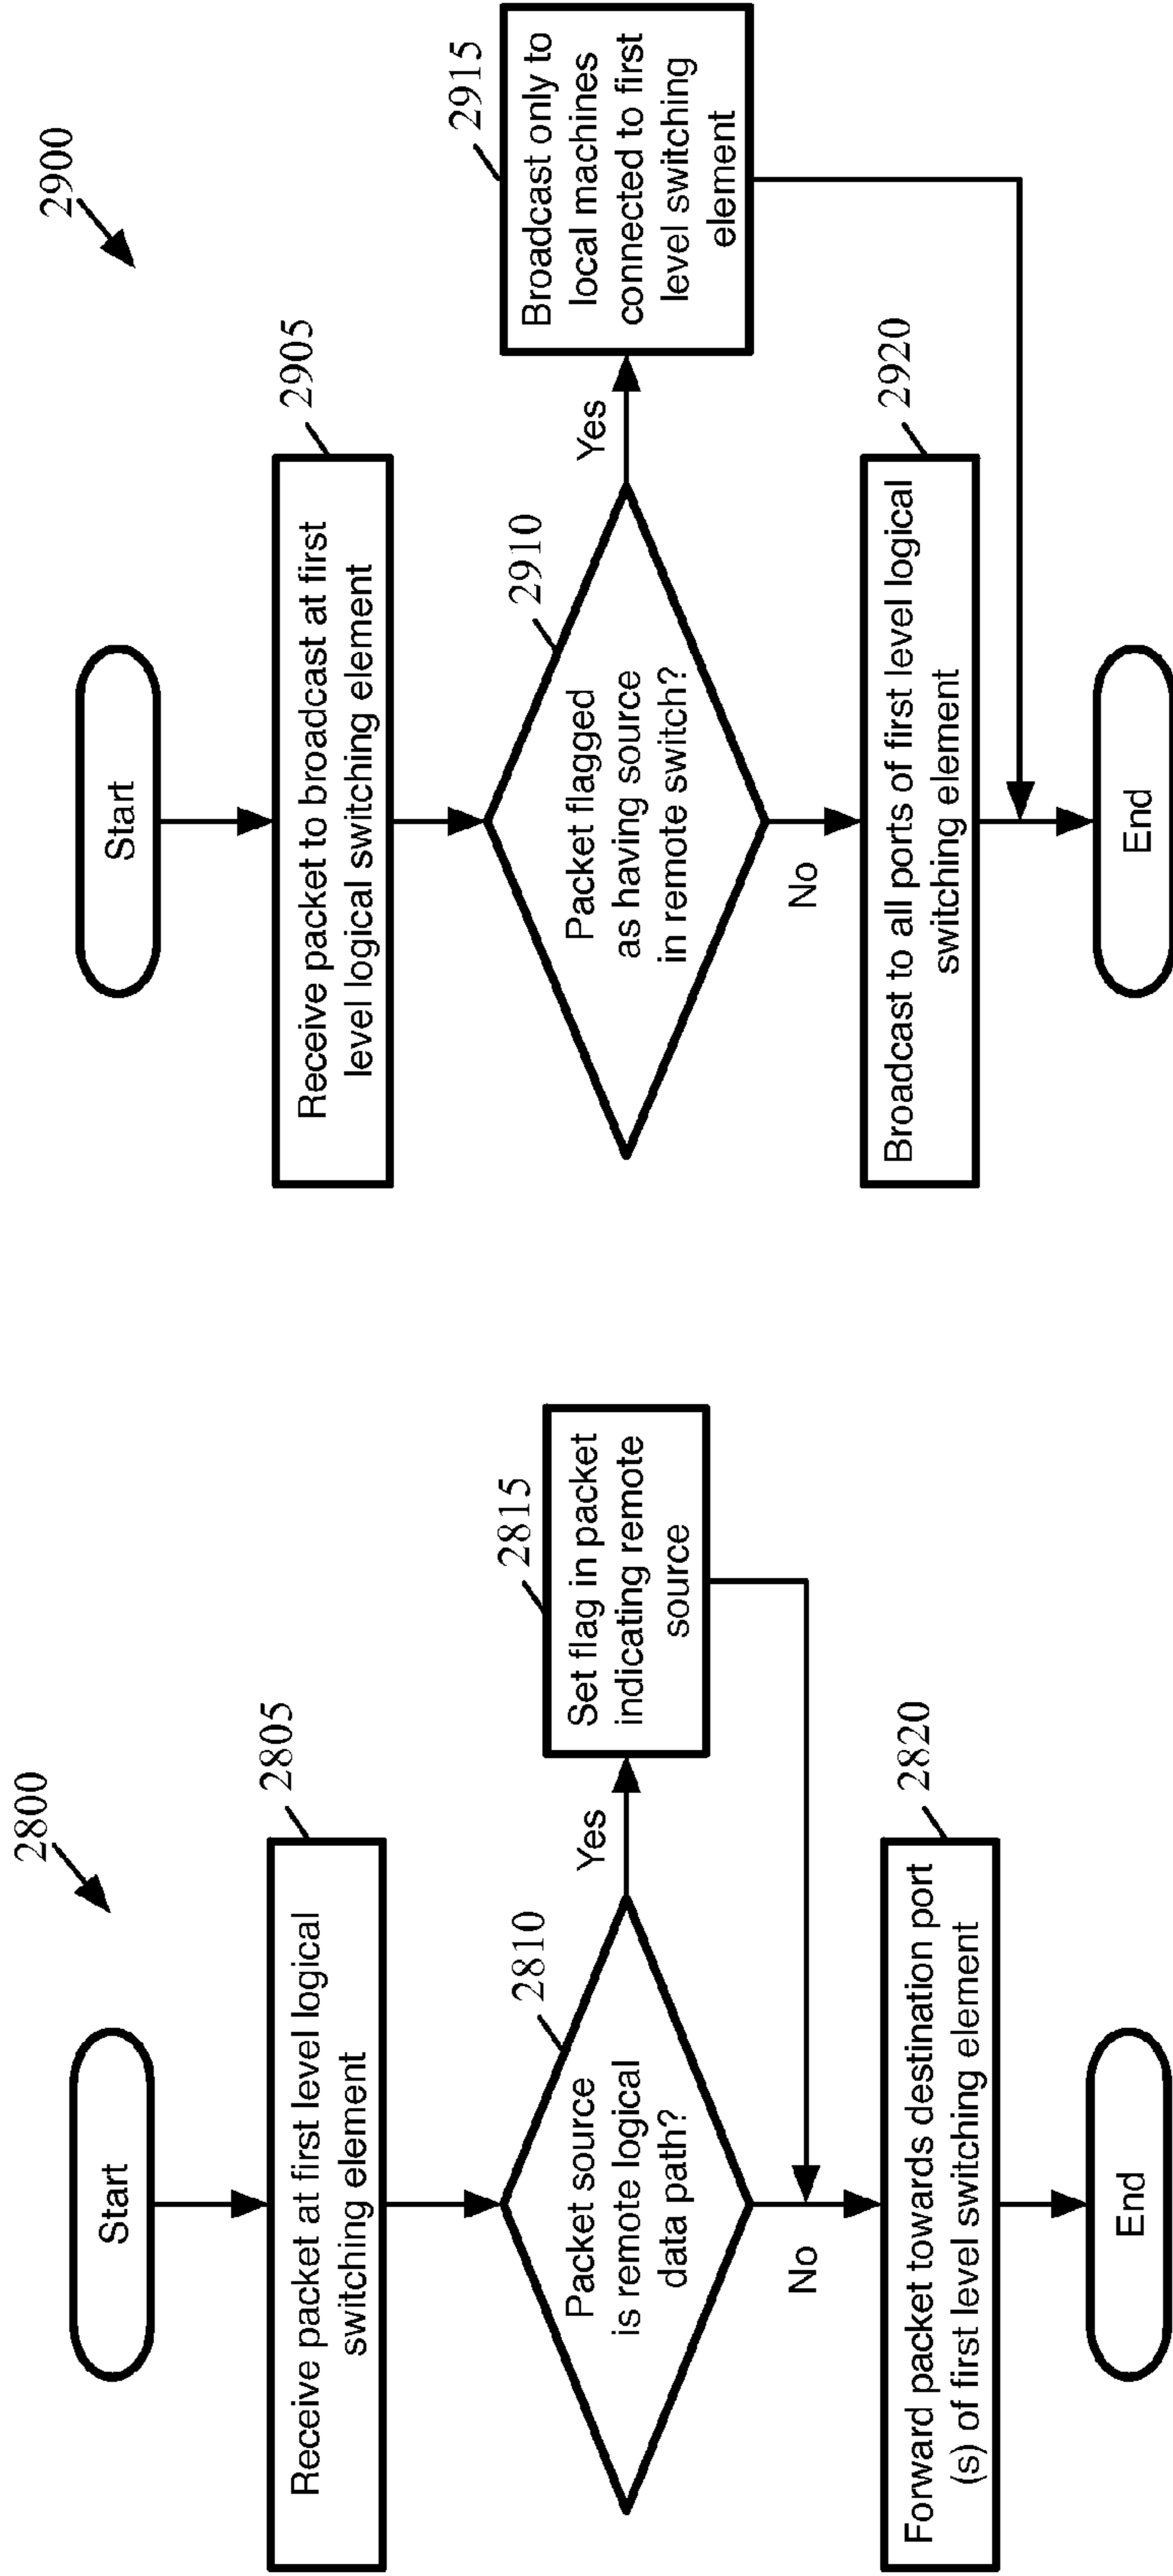 2800
Start
2805
Receive packet at first level logical
switching element
2810
Packet source
is remote logical
data path?
Yes
2815
Set flag in packet
indicating remote
source
No
2820
Forward packet towards destination port
(s) of first level switching element
End
2900
Start
2905
Receive packet to broadcast at first
level logical switching element
2910
Packet flagged
as having source
in remote switch?
Yes
2915
Broadcast only to
local machines
connected to first
level switching
element
No
2920
Broadcast to all ports of first level logical
switching element
End